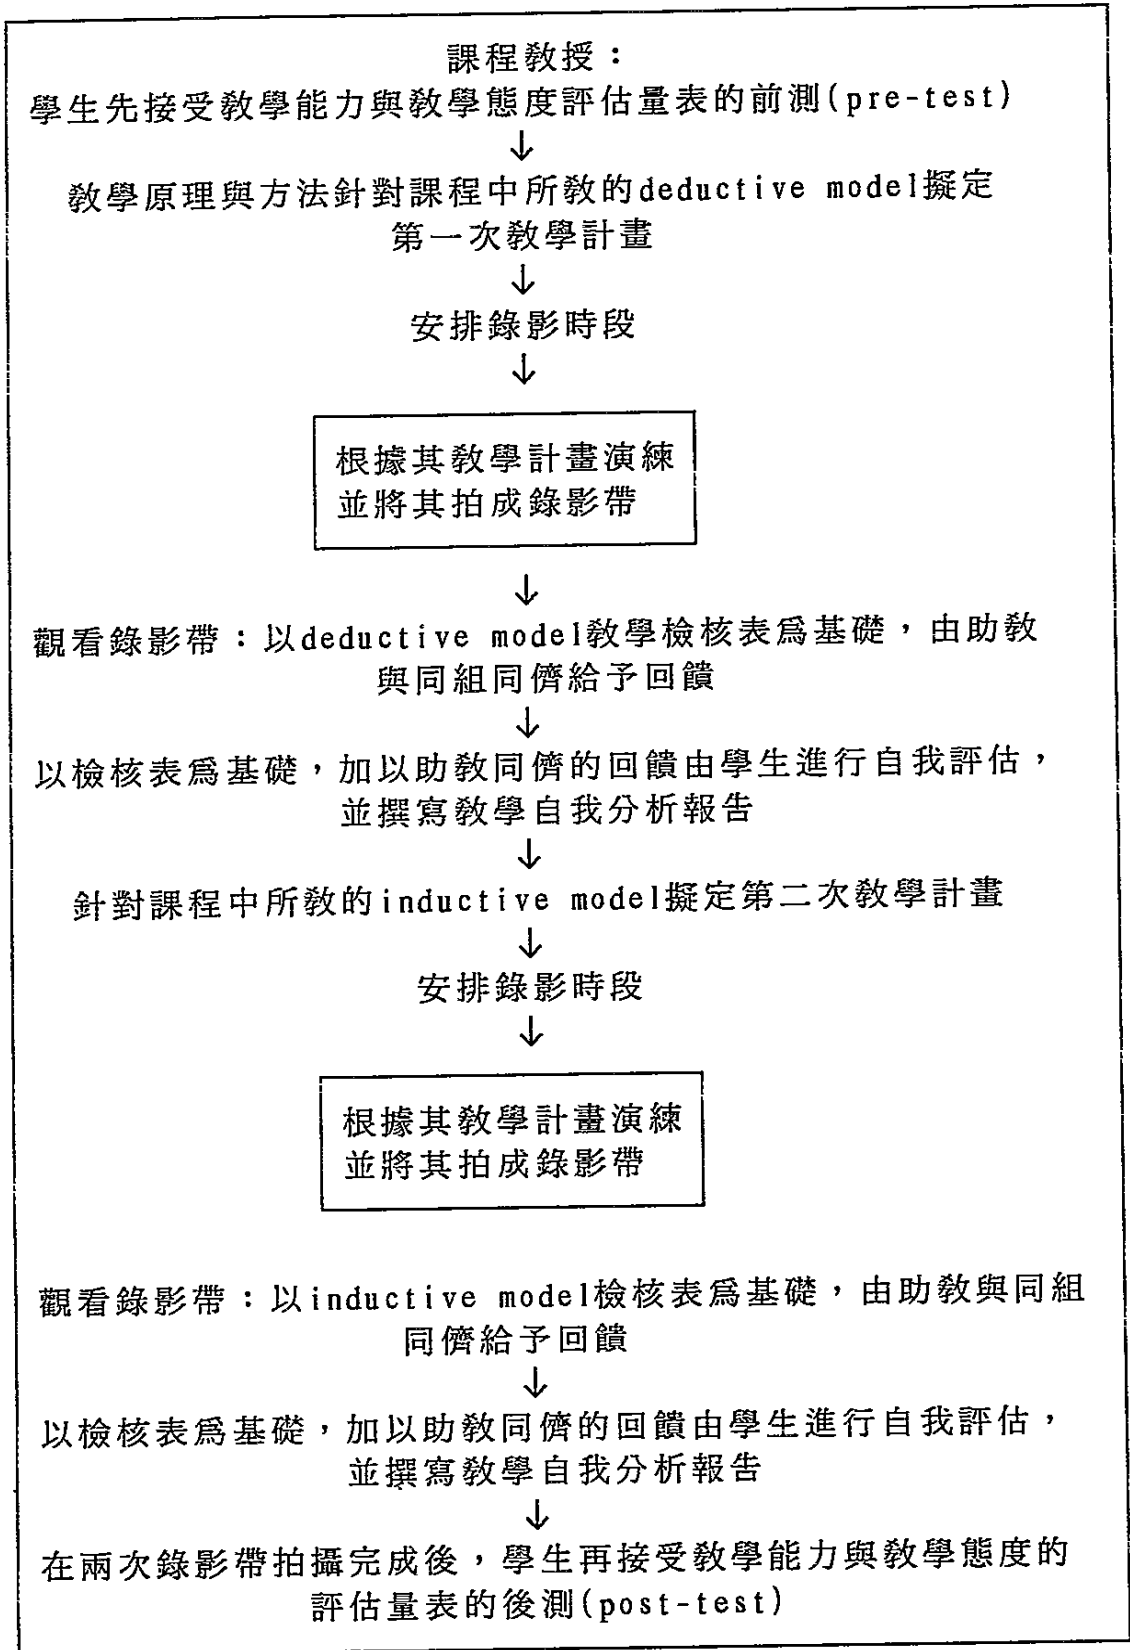 課程教授：
學生先接受教學能力與教學態度評估量表的前測(pre-test)
↓
教學原理與方法針對課程中所教的deductive model擬定
第一次教學計畫
↓
安排錄影時段
↓
根據其教學計畫演練
並將其拍成錄影帶
↓
觀看錄影帶：以deductive model教學檢核表爲基礎，由助教
與同組同儕給予回饋
↓
以檢核表爲基礎，加以助教同儕的回饋由學生進行自我評估，
並撰寫教學自我分析報告
↓
針對課程中所教的inductive model擬定第二次教學計畫
↓
安排錄影時段
↓
根據其教學計畫演練
並將其拍成錄影帶
觀看錄影帶：以inductive model檢核表爲基礎，由助教與同組
同儕給予回饋
↓
以檢核表爲基礎，加以助教同儕的回饋由學生進行自我評估，
並撰寫教學自我分析報告
↓
在兩次錄影帶拍攝完成後，學生再接受教學能力與教學態度的
評估量表的後測(post-test)